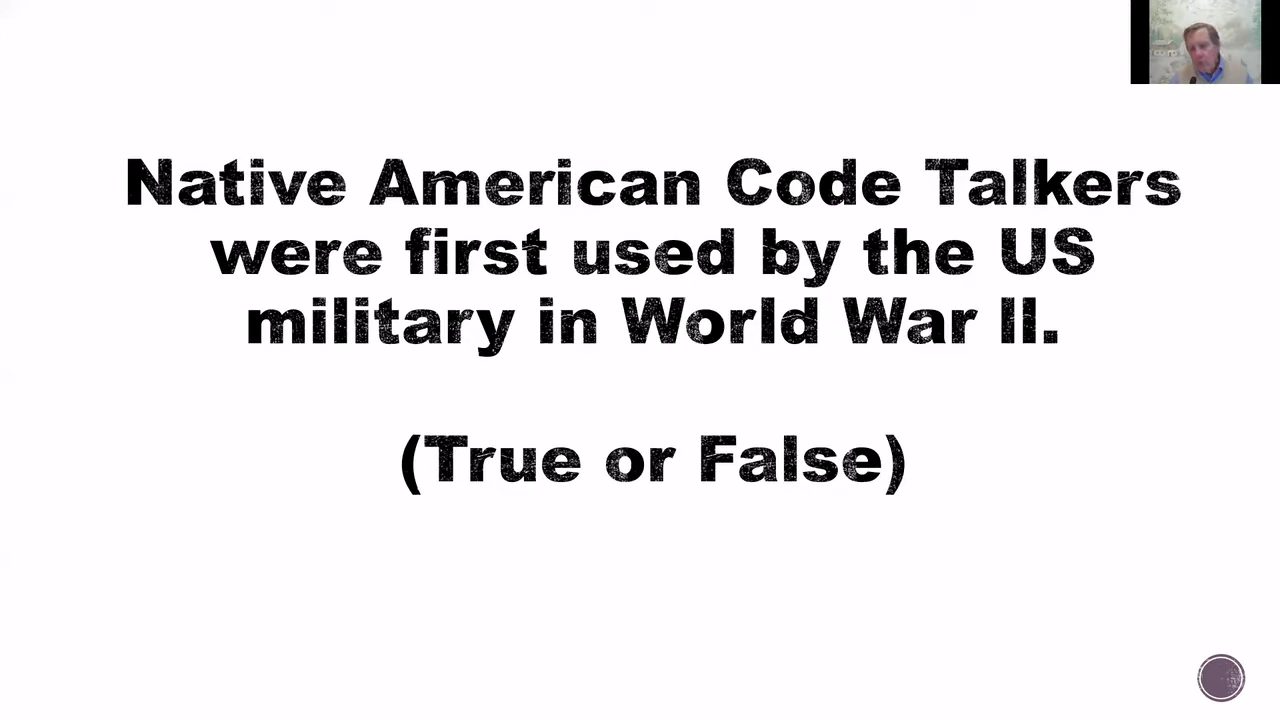 Native American Code Talkers
were first used by the US
military in World War II.
(True or False)